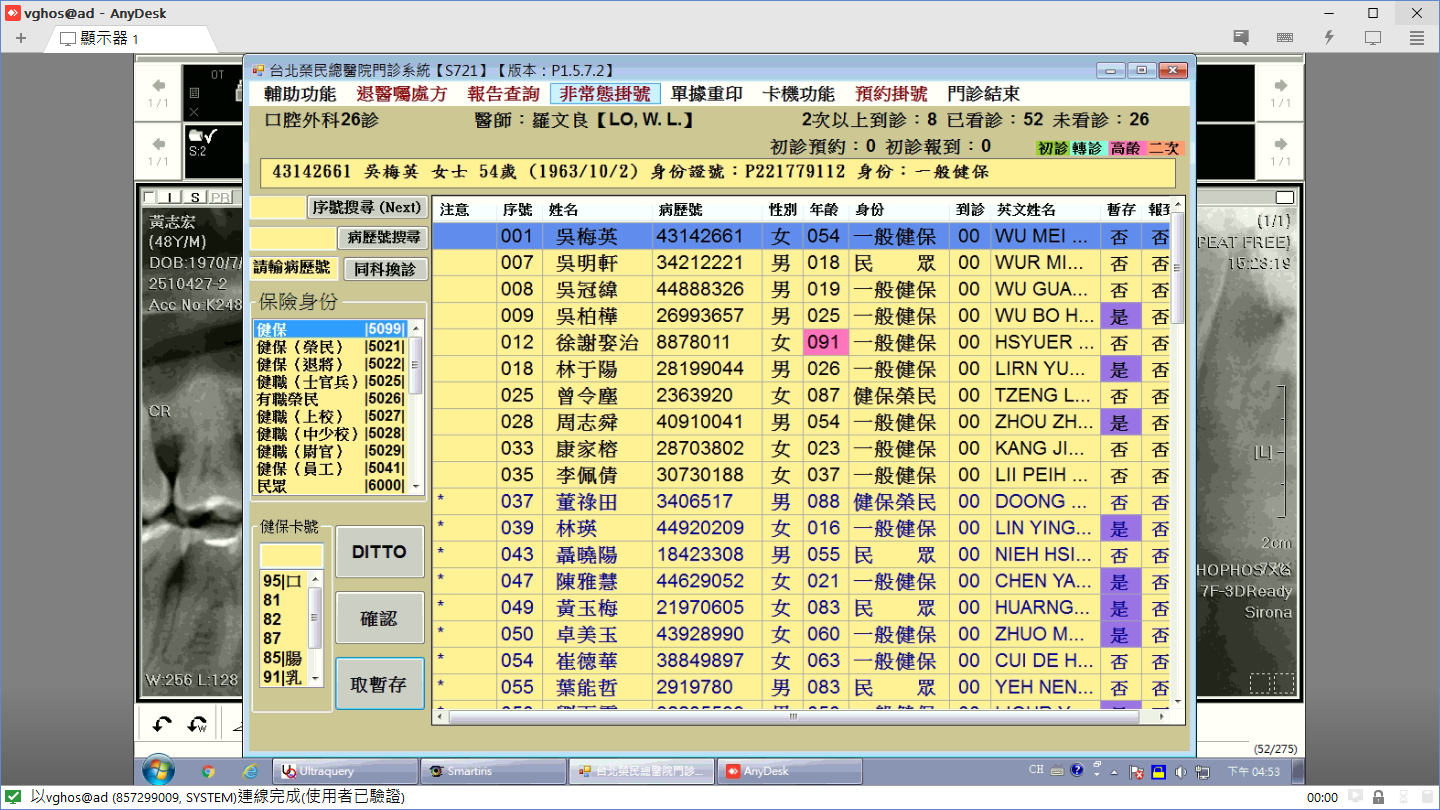 vghos@ad - AnyDesk
顯示器 1
OT
1/1
1/1
S:2
1/1
1/1
台北榮民總醫院門診系統【S721】【版本：P1.5.7.2】
輔助功能 退醫囑處方 報告查詢 非常態掛號 單據重印 卡機功能 預約掛號 門診結束
口腔外科26診 醫師：羅文良【LO, W. L.】 2次以上到診：8 已看診：52 未看診：26
初診預約：0 初診報到：0 初診 轉診 高齡 二次
43142661 吳梅英 女士 54歲 (1963/10/2) 身份證號：P221779112 身份：一般健保
序號搜尋 (Next)
病歷號搜尋
請輸病歷號 同科換診
保險身份
健保 |5099|
健保（榮民） |5021|
健保（退將） |5022|
健職（士官兵）|5025|
有職榮民 |5026|
健職（上校） |5027|
健職（中少校）|5028|
健職（尉官） |5029|
健保（員工） |5041|
民眾 |6000|
健保卡號
95|口
81
82
87
85|腸
91|乳
DITTO
確認
取暫存
注意 序號 姓名 病歷號 性別 年齡 身份 到診 英文姓名 暫存 報到
001 吳梅英 43142661 女 054 一般健保 00 WU MEI ... 否 否
007 吳明軒 34212221 男 018 民 眾 00 WUR MI... 否 否
008 吳冠緯 44888326 男 019 一般健保 00 WU GUA... 否 否
009 吳柏樺 26993657 男 025 一般健保 00 WU BO H... 是 否
012 徐謝娶治 8878011 女 091 一般健保 00 HSYUER ... 否 否
018 林于陽 28199044 男 026 一般健保 00 LIRN YU... 是 否
025 曾令塵 2363920 女 087 健保榮民 00 TZENG L... 否 否
028 周志舜 40910041 男 054 一般健保 00 ZHOU ZH... 是 否
033 康家榕 28703802 女 023 一般健保 00 KANG JI... 否 否
035 李佩倩 30730188 女 037 一般健保 00 LII PEIH ... 否 否
* 037 董祿田 3406517 男 088 健保榮民 00 DOONG ... 否 否
* 039 林瑛 44920209 女 016 一般健保 00 LIN YING... 是 否
* 043 聶曉陽 18423308 男 055 民 眾 00 NIEH HSI... 否 否
* 047 陳雅慧 44629052 女 021 一般健保 00 CHEN YA... 是 否
* 049 黃玉梅 21970605 女 083 民 眾 00 HUARNG... 是 否
* 050 卓美玉 43928990 女 060 一般健保 00 ZHUO M... 是 否
* 054 崔德華 38849897 女 063 一般健保 00 CUI DE H... 否 否
* 055 葉能哲 2919780 男 083 民 眾 00 YEH NEN... 否 否
I S PR
黃志宏
(48Y/M)
DOB:1970/7/
2510427-2
Acc No:K248
CR
W:256 L:128
(1/1)
PEAT FREE)
15:28:19
[L]
2cm
7F-3DReady
Sirona
(52/275)
Ultraquery
Smartiris
台北榮民總醫院門診...
AnyDesk
CH
下午 04:53
以vghos@ad (857299009, SYSTEM)連線完成(使用者已驗證)
00:00